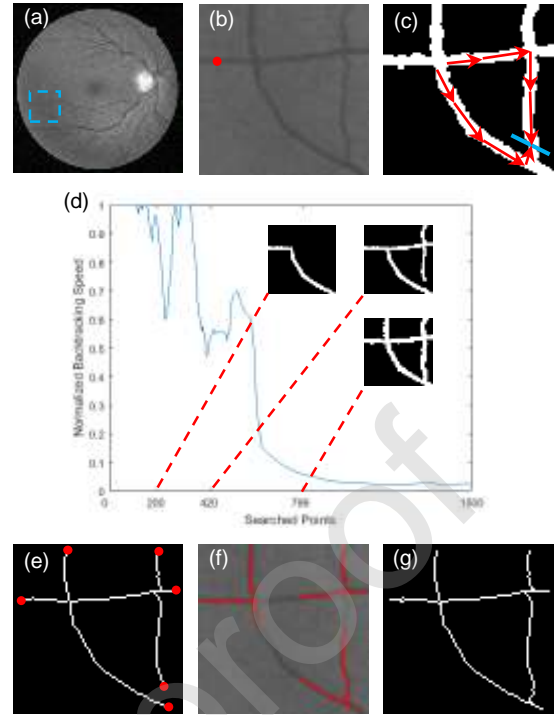 (a)
(b)
(c)
(d)
1
0.9
0.8
0.7
0.6
0.5
0.4
0.3
0.2
0.1
0
Normalized Backtracking Speed
0 200 420 799 1500
Searched Points
(e)
(f)
(g)
proof